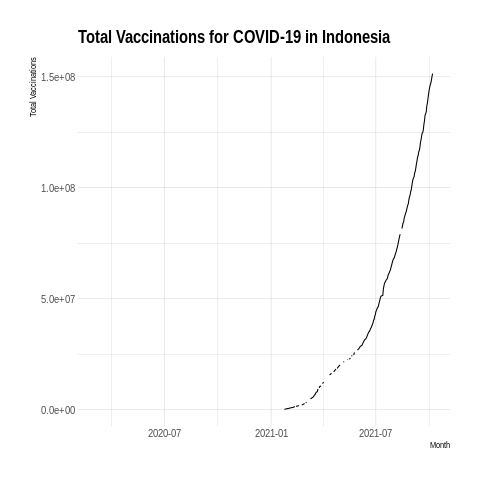 Total Vaccinations for COVID-19 in Indonesia
Total Vaccinations
1.5e+08
1.0e+08
5.0e+07
0.0e+00
2020-07
2021-01
2021-07
Month